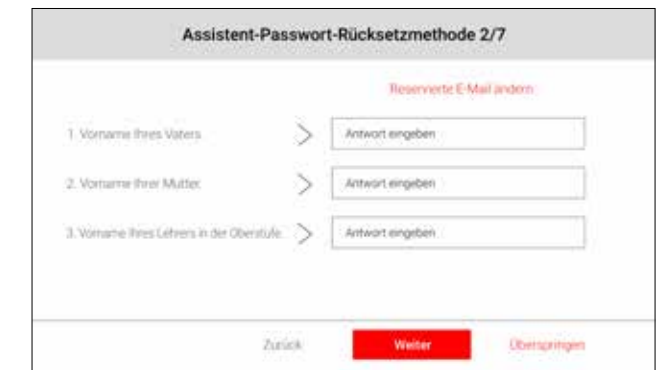 Assistent-Passwort-Rücksetzmethode 2/7
Reservierte E-Mail ändern
1. Vorname Ihres Vaters
Antwort eingeben
2. Vorname Ihrer Mutter.
Antwort eingeben
3. Vorname Ihres Lehrers in der Oberstufe.
Antwort eingeben
Zurück
Weiter
Überspringen